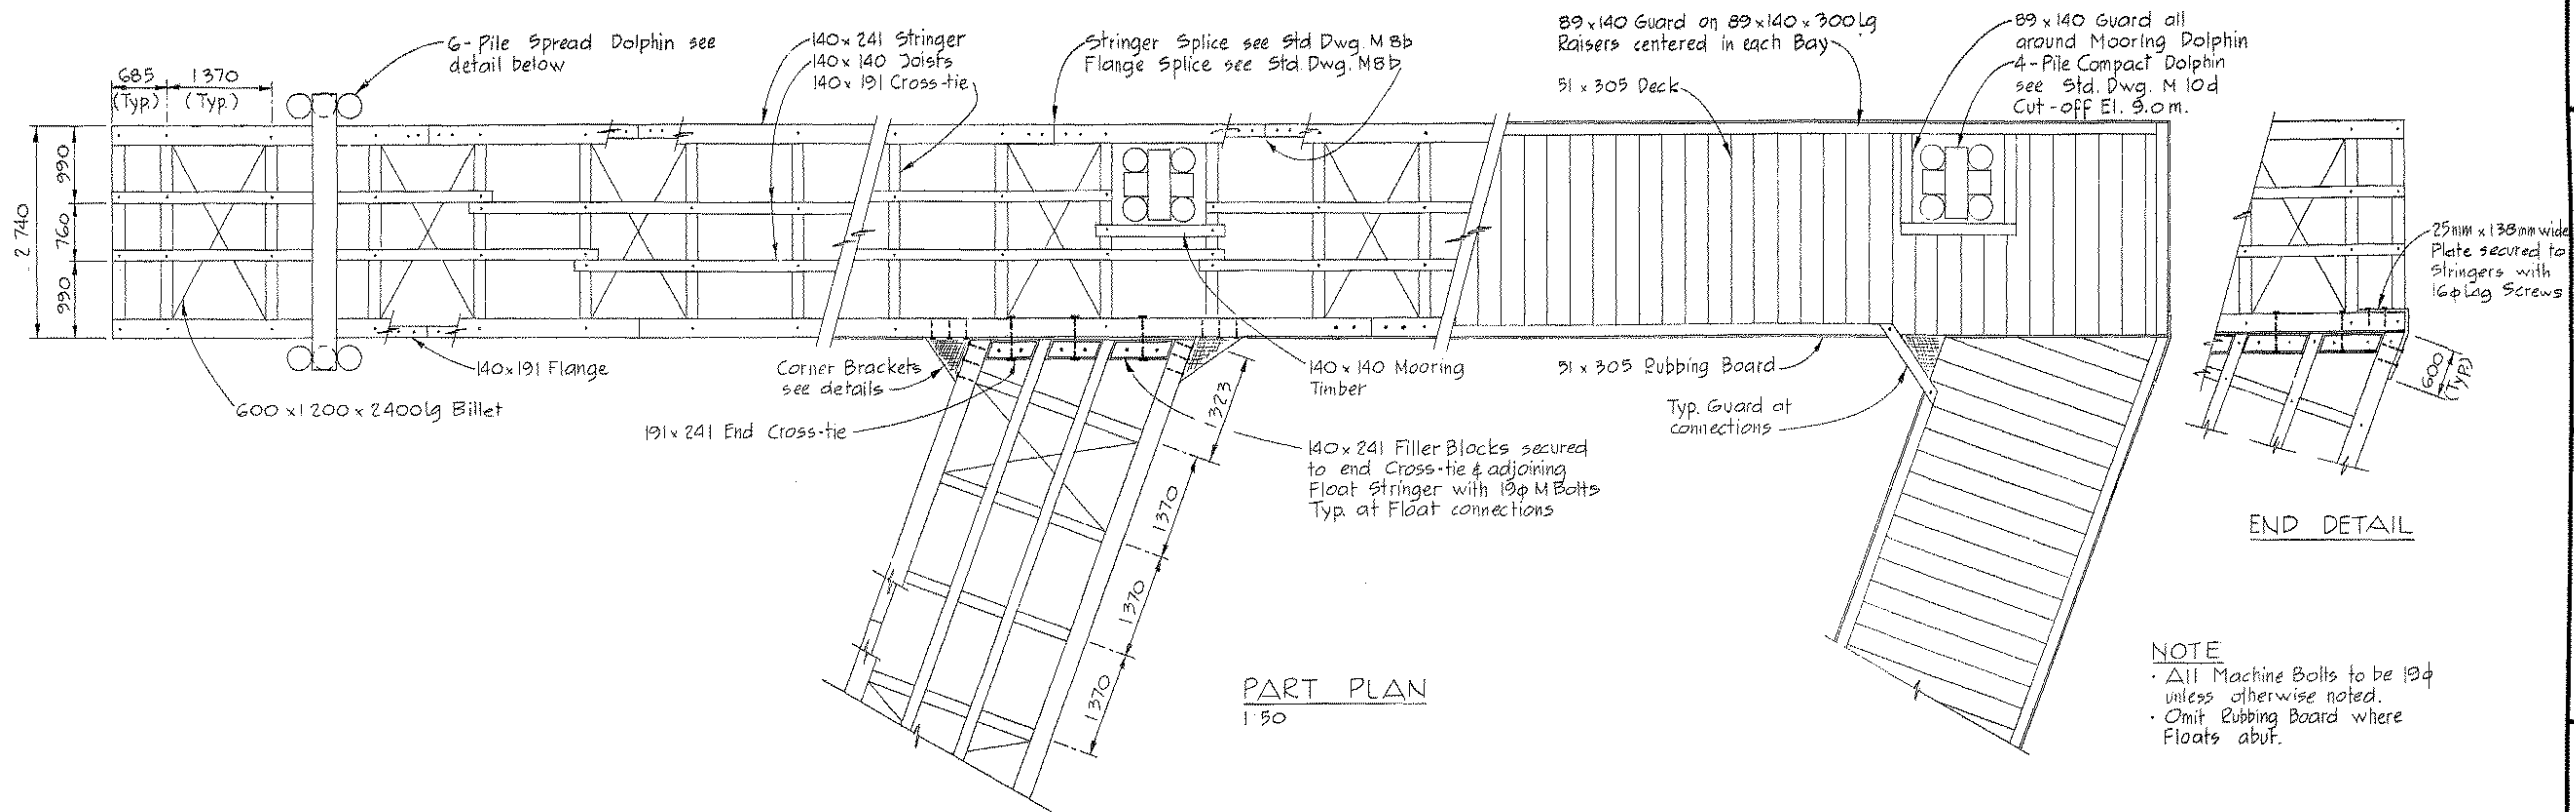 6-Pile Spread Dolphin see
detail below
685
(Typ.)
1370
(Typ.)
140 x 241 Stringer
140 x 140 Joists
140 x 191 Cross-tie
Stringer Splice see Std Dwg. M 8b
Flange Splice see Std. Dwg. M8b
89 x 140 Guard on 89 x 140 x 300 Lg
Raisers centered in each Bay
51 x 305 Deck
89 x 140 Guard all
around Mooring Dolphin
4-Pile Compact Dolphin
see Std. Dwg. M 10d
Cut-off El. 9.0 m.
2 740
990
760
990
25mm x 138mm wide
Plate secured to
Stringers with
16φ Lag Screws
600
(Typ.)
140 x 191 Flange
600 x 1 200 x 2400 lg Billet
Corner Brackets
see details
191 x 241 End Cross-tie
1323
1370
1370
1370
140 x 140 Mooring
Timber
140 x 241 Filler Blocks secured
to end Cross-tie & adjoining
Float Stringer with 19φ M Bolts
Typ. at Float connections
51 x 305 Rubbing Board
Typ. Guard at
connections
END DETAIL
PART PLAN
1:50
NOTE
· All Machine Bolts to be 19φ
unless otherwise noted.
· Omit Rubbing Board where
Floats abut.